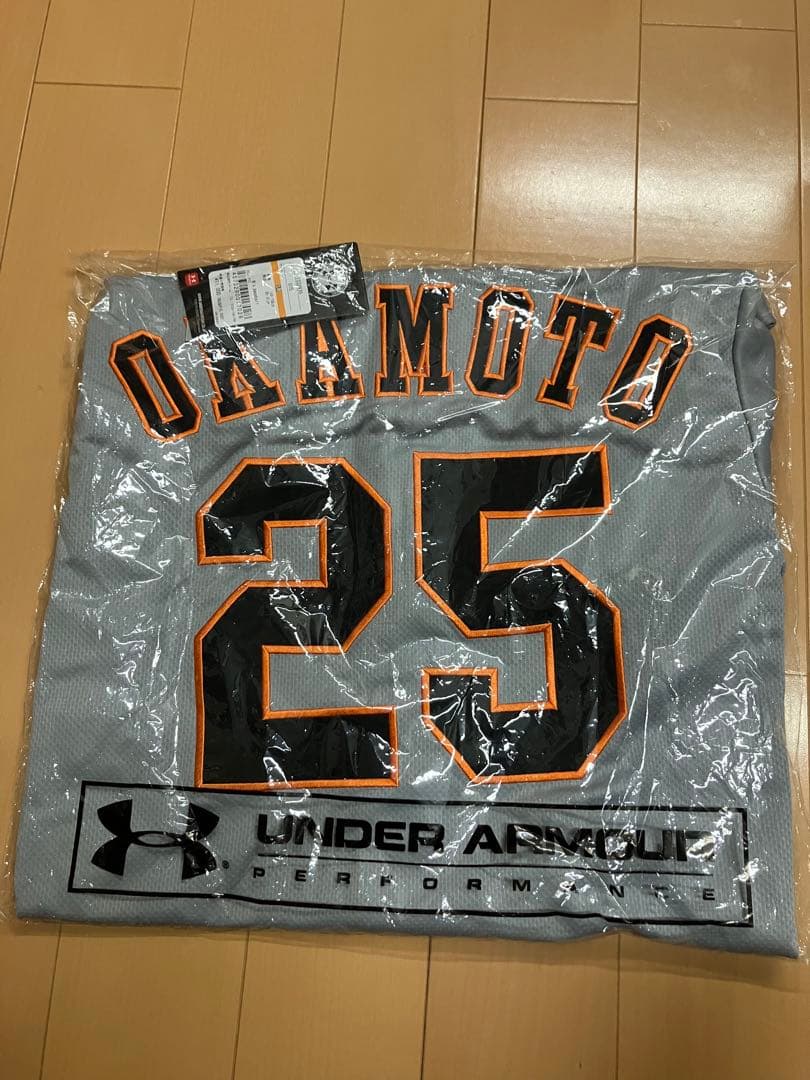 OKAMOTO
25
UNDER ARMOUR
®
PERFORMANCE